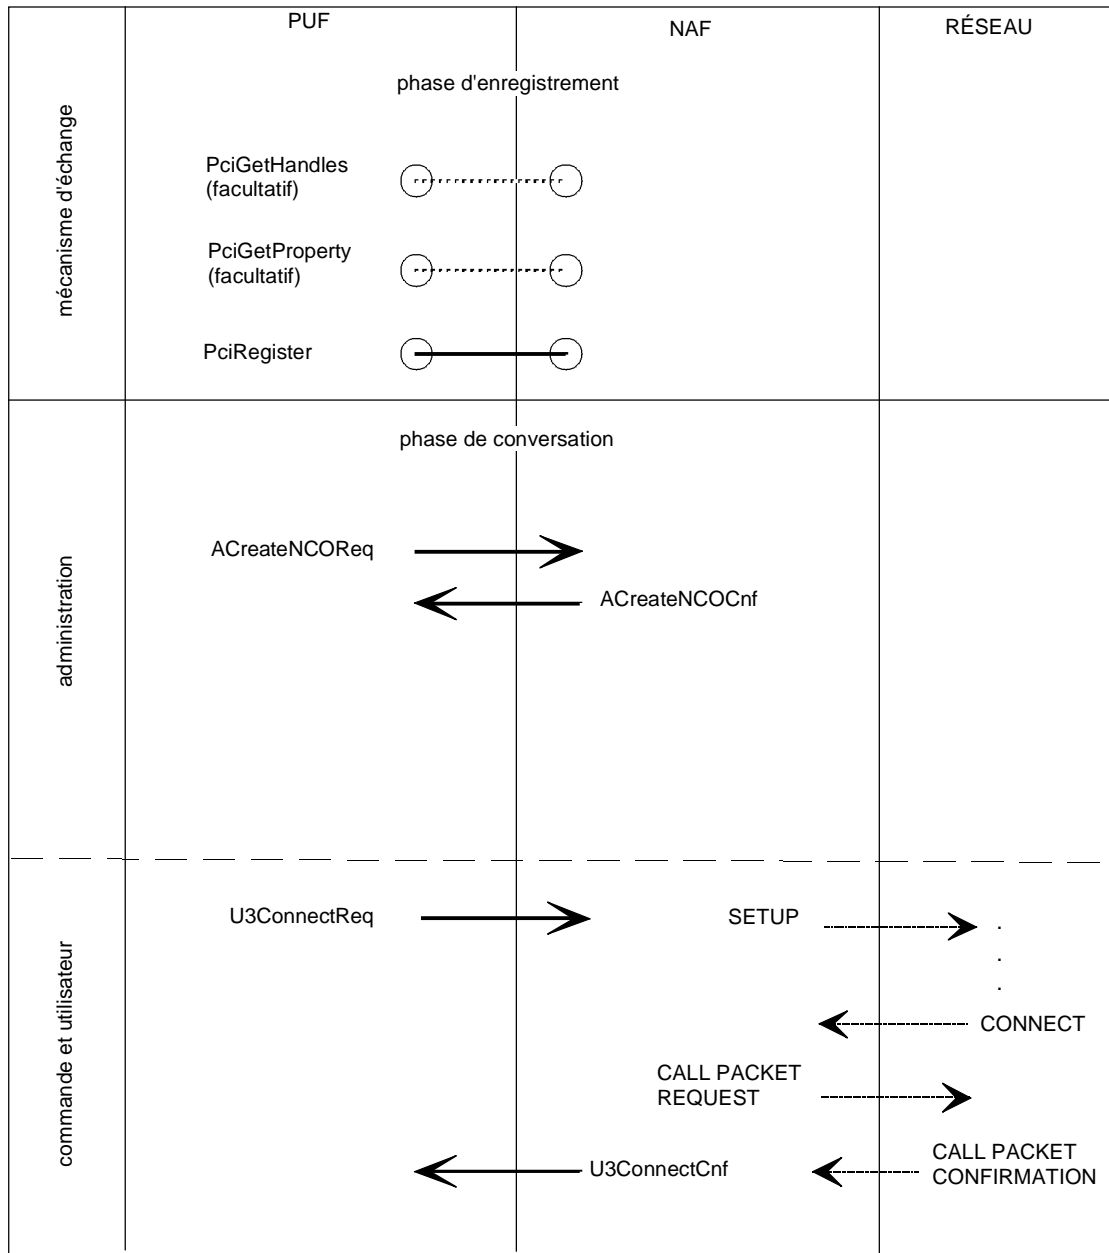 PUF
NAF
RÉSEAU
mécanisme d'échange
phase d'enregistrement
PciGetHandles
(facultatif)
PciGetProperty
(facultatif)
PciRegister
administration
phase de conversation
ACreateNCOReq
ACreateNCOCnf
commande et utilisateur
U3ConnectReq
SETUP
.
.
.
CONNECT
CALL PACKET
REQUEST
U3ConnectCnf
CALL PACKET
CONFIRMATION